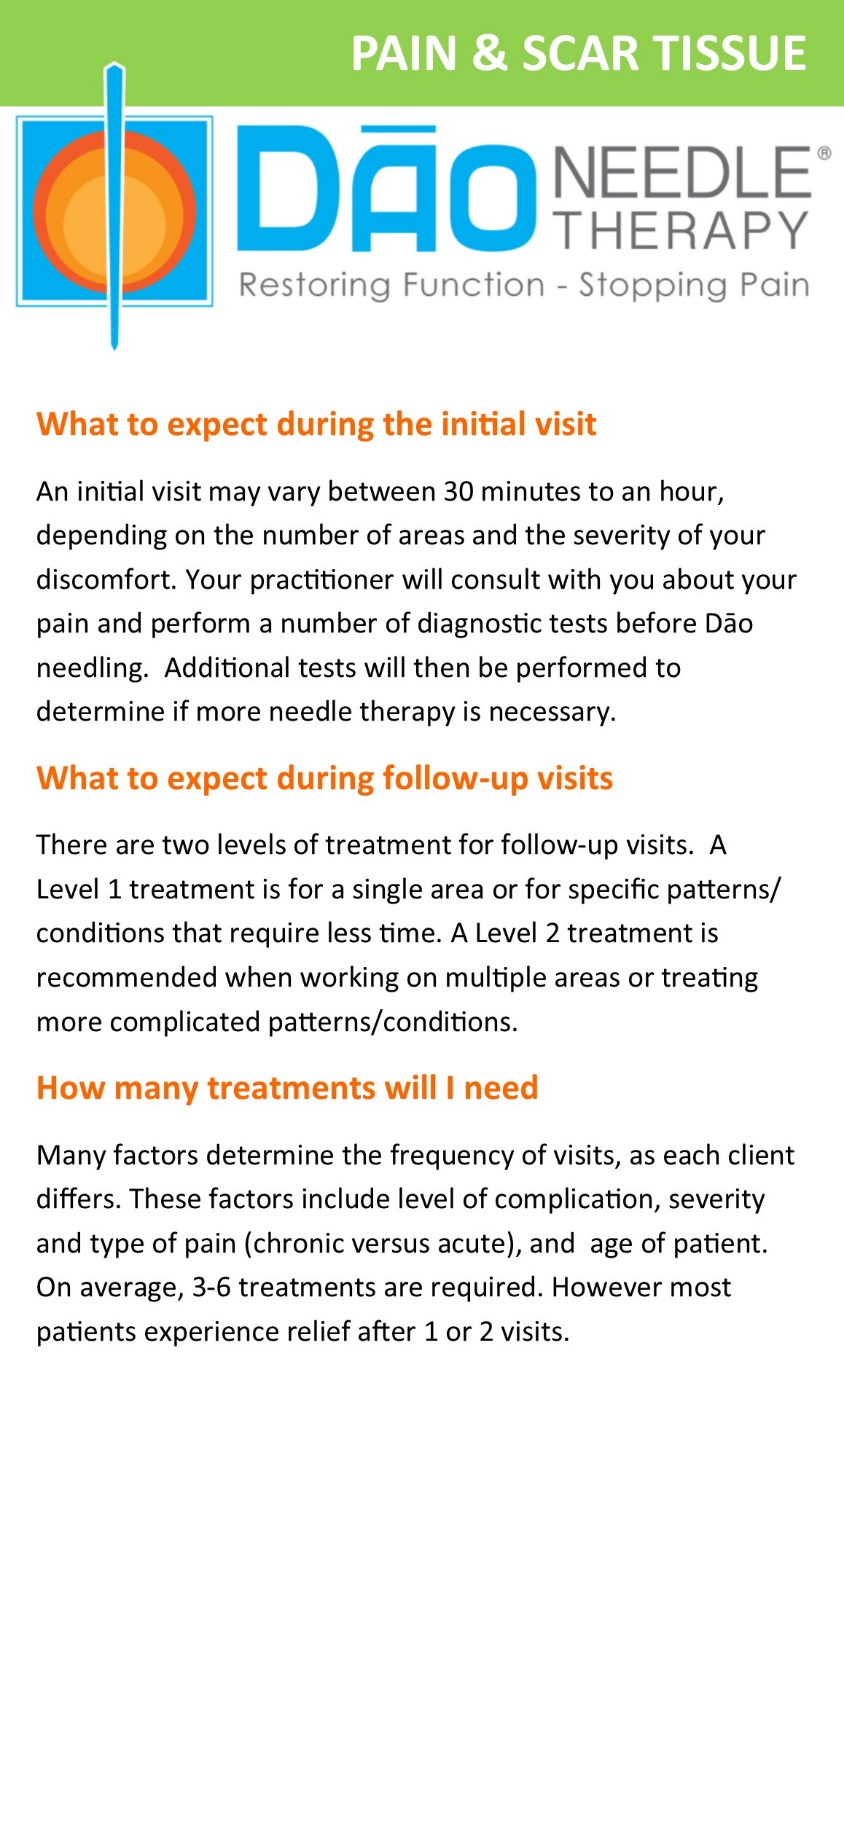 PAIN & SCAR TISSUE
DĀO NEEDLE THERAPY®
Restoring Function - Stopping Pain
What to expect during the initial visit
An initial visit may vary between 30 minutes to an hour,
depending on the number of areas and the severity of your
discomfort. Your practitioner will consult with you about your
pain and perform a number of diagnostic tests before Dāo
needling.  Additional tests will then be performed to
determine if more needle therapy is necessary.
What to expect during follow-up visits
There are two levels of treatment for follow-up visits.  A
Level 1 treatment is for a single area or for specific patterns/
conditions that require less time. A Level 2 treatment is
recommended when working on multiple areas or treating
more complicated patterns/conditions.
How many treatments will I need
Many factors determine the frequency of visits, as each client
differs. These factors include level of complication, severity
and type of pain (chronic versus acute), and  age of patient.
On average, 3-6 treatments are required. However most
patients experience relief after 1 or 2 visits.